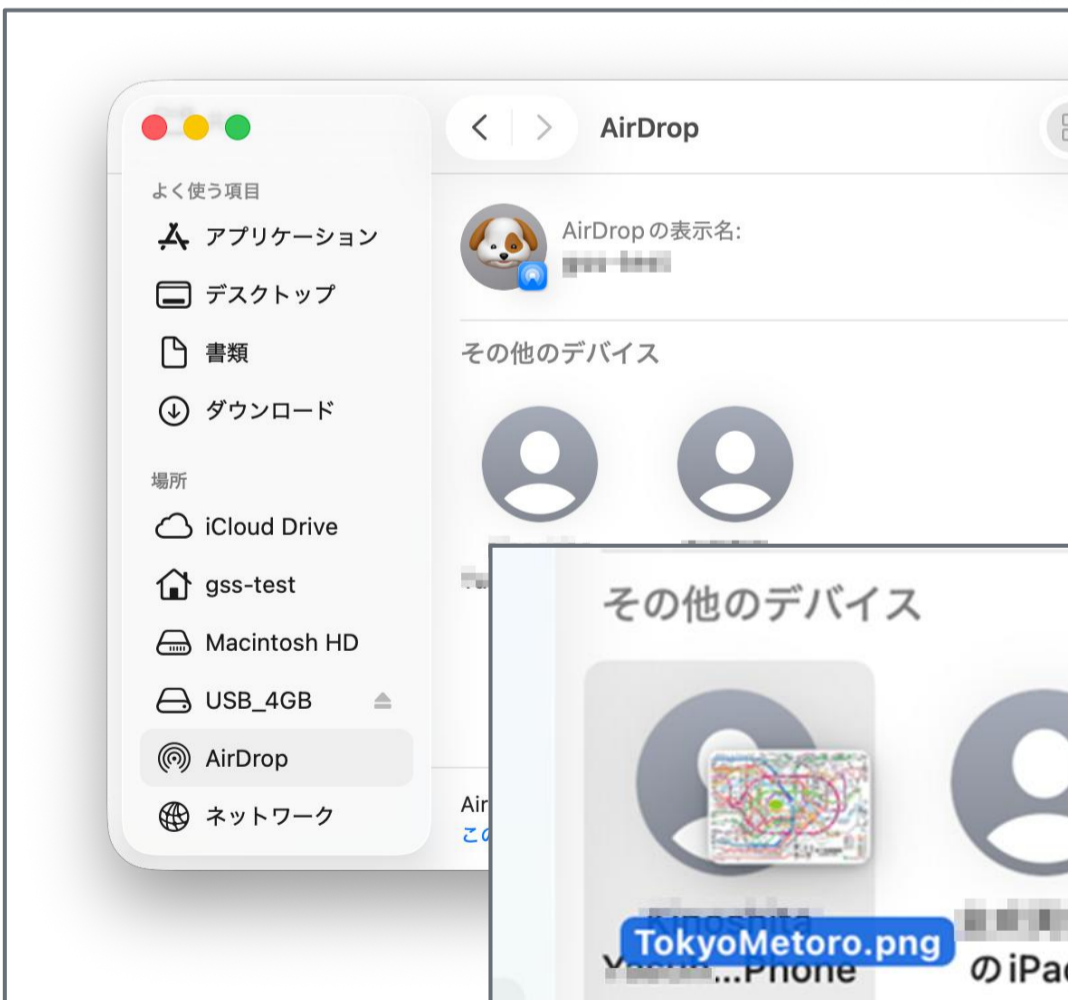 AirDrop
よく使う項目
アプリケーション
デスクトップ
書類
ダウンロード
場所
iCloud Drive
gss-test
Macintosh HD
USB_4GB
AirDrop
ネットワーク
AirDropの表示名:
その他のデバイス
Air
この
その他のデバイス
TokyoMetoro.png
...Phone
のiPad